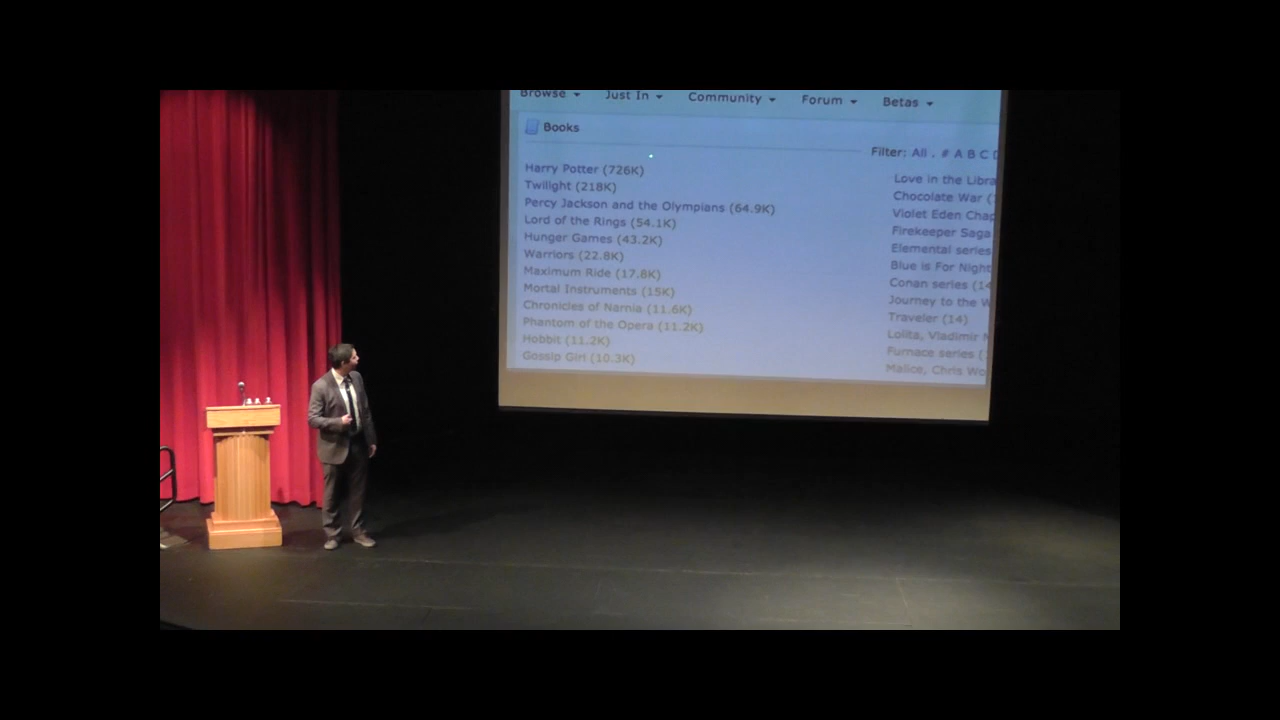 Browse Just In Community Forum Betas
Books
Filter: All . # A B C D
Harry Potter (726K)
Twilight (218K)
Percy Jackson and the Olympians (64.9K)
Lord of the Rings (54.1K)
Hunger Games (43.2K)
Warriors (22.8K)
Maximum Ride (17.8K)
Mortal Instruments (15K)
Chronicles of Narnia (11.6K)
Phantom of the Opera (11.2K)
Hobbit (11.2K)
Gossip Girl (10.3K)
Love in the Libra
Chocolate War (
Violet Eden Chap
Firekeeper Saga
Elemental series
Blue is For Night
Conan series (14
Journey to the W
Traveler (14)
Lolita, Vladimir N
Furnace series (
Malice, Chris Wo